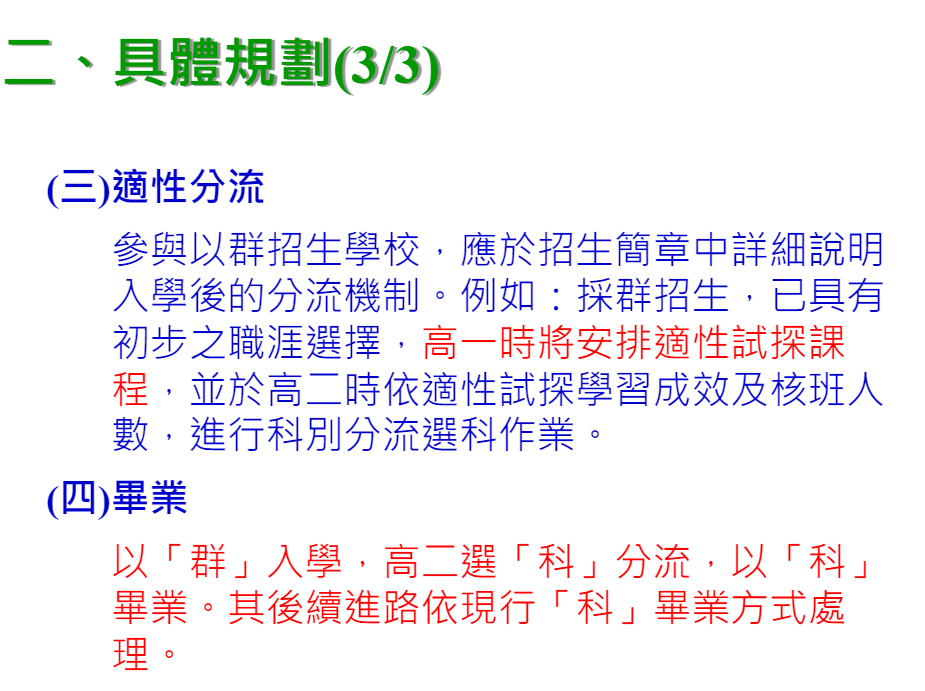 二、具體規劃(3/3)
(三)適性分流
參與以群招生學校，應於招生簡章中詳細說明
入學後的分流機制。例如：採群招生，已具有
初步之職涯選擇，高一時將安排適性試探課
程，並於高二時依適性試探學習成效及核班人
數，進行科別分流選科作業。
(四)畢業
以「群」入學，高二選「科」分流，以「科」
畢業。其後續進路依現行「科」畢業方式處
理。